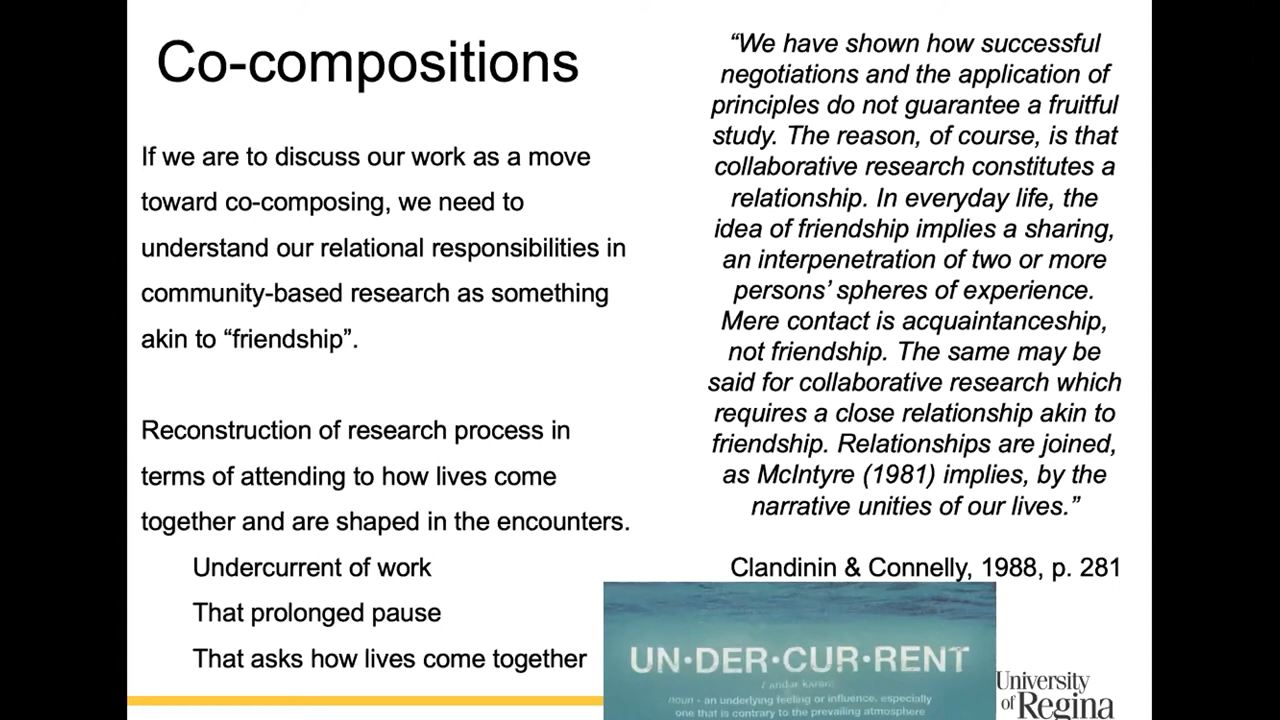 Co-compositions
If we are to discuss our work as a move
toward co-composing, we need to
understand our relational responsibilities in
community-based research as something
akin to “friendship”.
Reconstruction of research process in
terms of attending to how lives come
together and are shaped in the encounters.
Undercurrent of work
That prolonged pause
That asks how lives come together
“We have shown how successful
negotiations and the application of
principles do not guarantee a fruitful
study. The reason, of course, is that
collaborative research constitutes a
relationship. In everyday life, the
idea of friendship implies a sharing,
an interpenetration of two or more
persons’ spheres of experience.
Mere contact is acquaintanceship,
not friendship. The same may be
said for collaborative research which
requires a close relationship akin to
friendship. Relationships are joined,
as McIntyre (1981) implies, by the
narrative unities of our lives.”
Clandinin & Connelly, 1988, p. 281
UN·DER·CUR·RENT
noun - an underlying feeling or influence, especially
one that is contrary to the prevailing atmosphere
University
of Regina